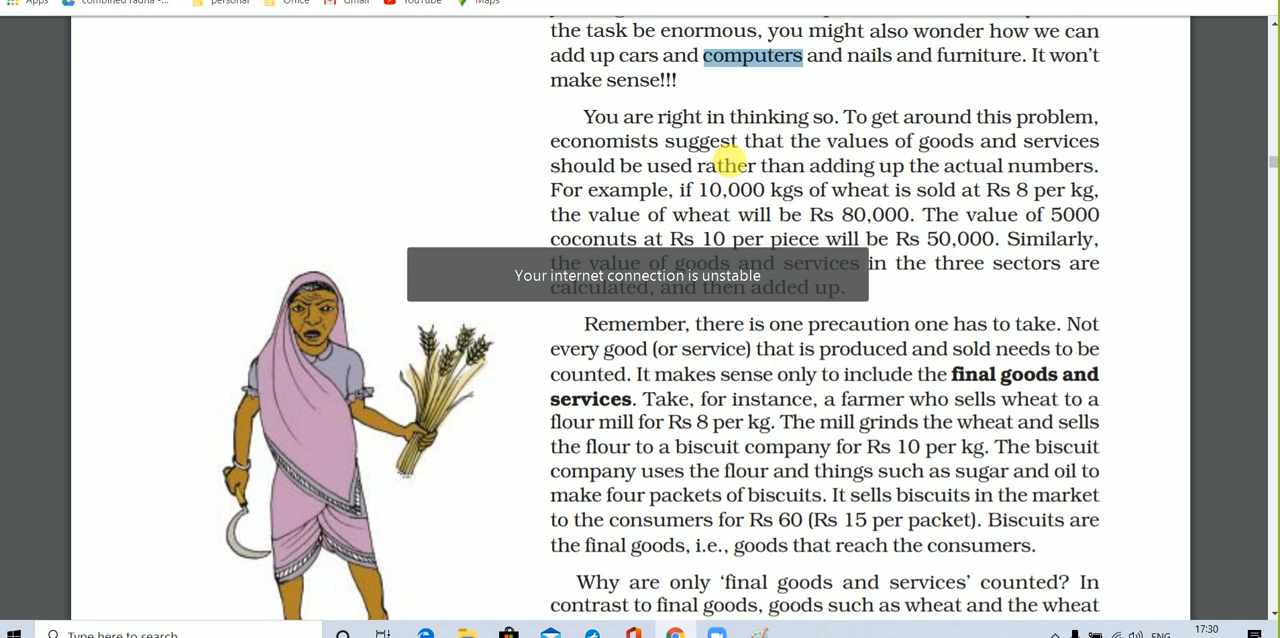 Apps combined radha -... personal Office Gmail YouTube Maps
the task be enormous, you might also wonder how we can
add up cars and computers and nails and furniture. It won't
make sense!!!
You are right in thinking so. To get around this problem,
economists suggest that the values of goods and services
should be used rather than adding up the actual numbers.
For example, if 10,000 kgs of wheat is sold at Rs 8 per kg,
the value of wheat will be Rs 80,000. The value of 5000
coconuts at Rs 10 per piece will be Rs 50,000. Similarly,
the value of goods and services in the three sectors are
Your internet connection is unstable
calculated, and then added up.
Remember, there is one precaution one has to take. Not
every good (or service) that is produced and sold needs to be
counted. It makes sense only to include the final goods and
services. Take, for instance, a farmer who sells wheat to a
flour mill for Rs 8 per kg. The mill grinds the wheat and sells
the flour to a biscuit company for Rs 10 per kg. The biscuit
company uses the flour and things such as sugar and oil to
make four packets of biscuits. It sells biscuits in the market
to the consumers for Rs 60 (Rs 15 per packet). Biscuits are
the final goods, i.e., goods that reach the consumers.
Why are only 'final goods and services' counted? In
contrast to final goods, goods such as wheat and the wheat
Type here to search
ENG
17:30